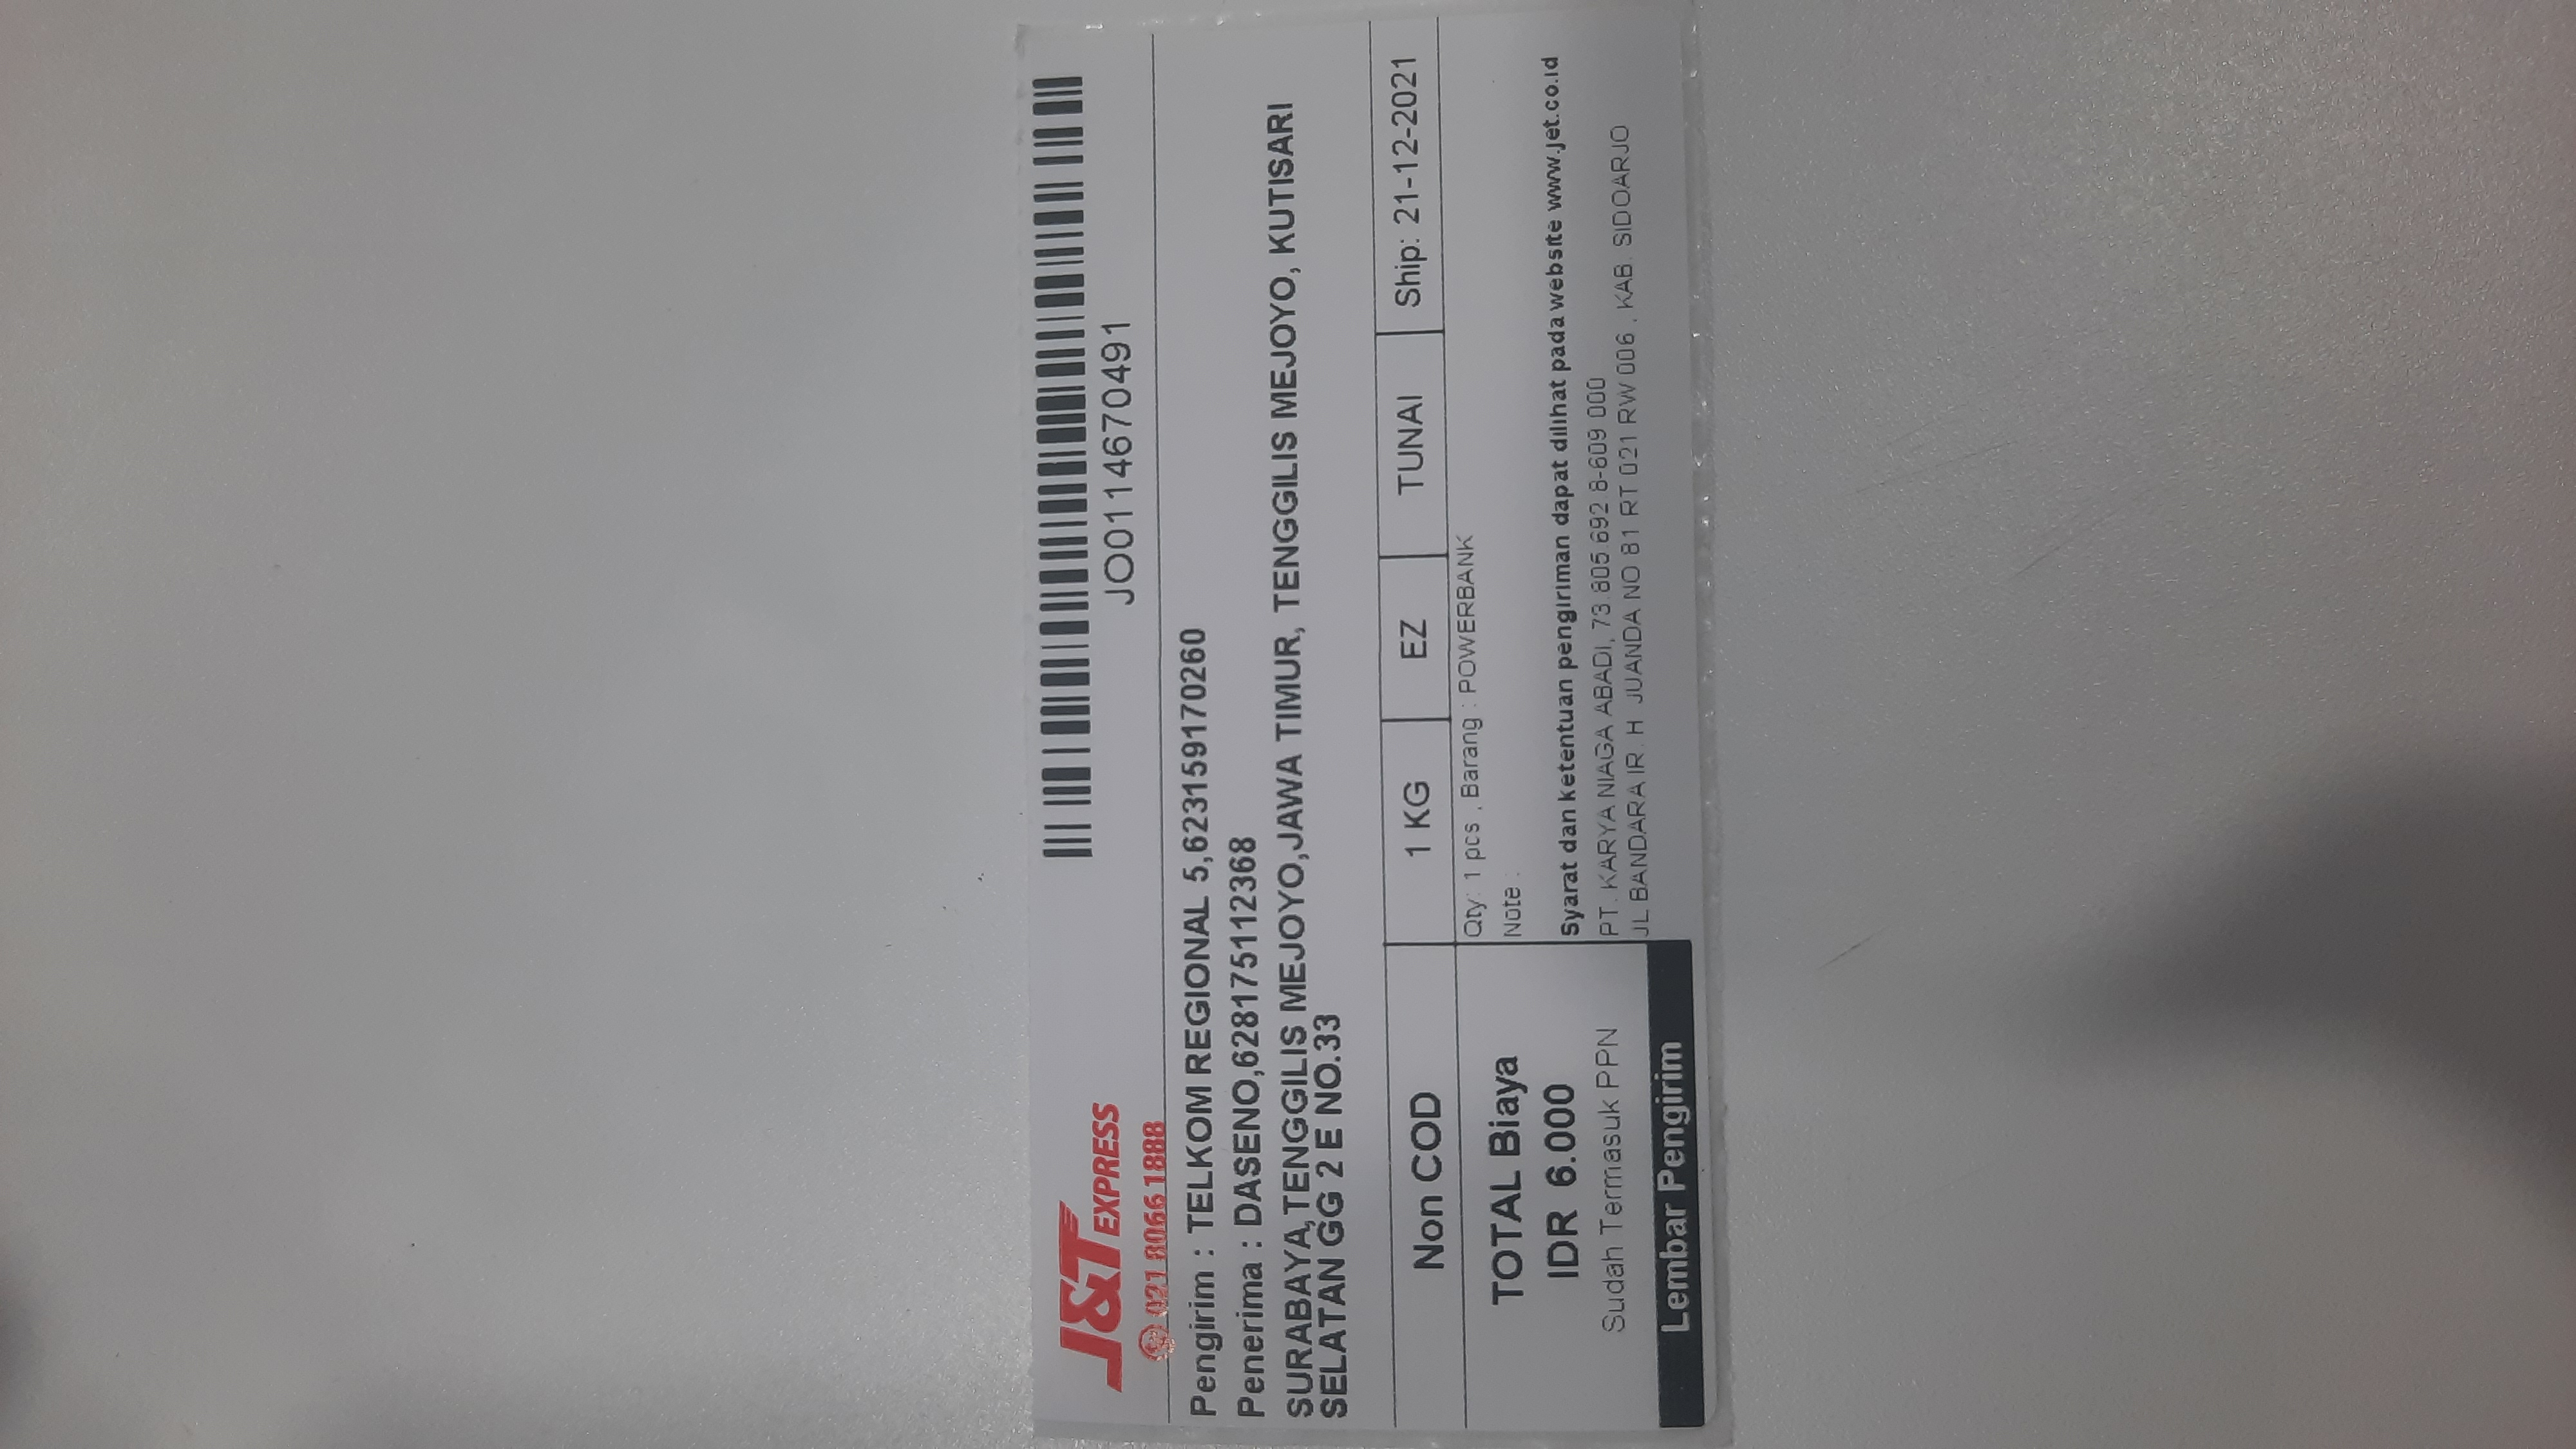 J&T EXPRESS
021 8066 1888
JO0114670491
Pengirim : TELKOM REGIONAL 5,623159170260
Penerima : DASENO,628175112368
SURABAYA,TENGGILIS MEJOYO,JAWA TIMUR, TENGGILIS MEJOYO, KUTISARI
SELATAN GG 2 E NO.33
Non COD
1 KG
EZ
TUNAI
Ship: 21-12-2021
TOTAL Biaya
IDR 6.000
Sudah Termasuk PPN
Lembar Pengirim
Qty: 1 pcs , Barang : POWERBANK
Note :
Syarat dan ketentuan pengiriman dapat dilihat pada website www.jet.co.id
PT. KARYA NIAGA ABADI, 73.805.692.8-609.000
JL BANDARA IR. H. JUANDA NO 81 RT 021 RW 006 , KAB. SIDOARJO